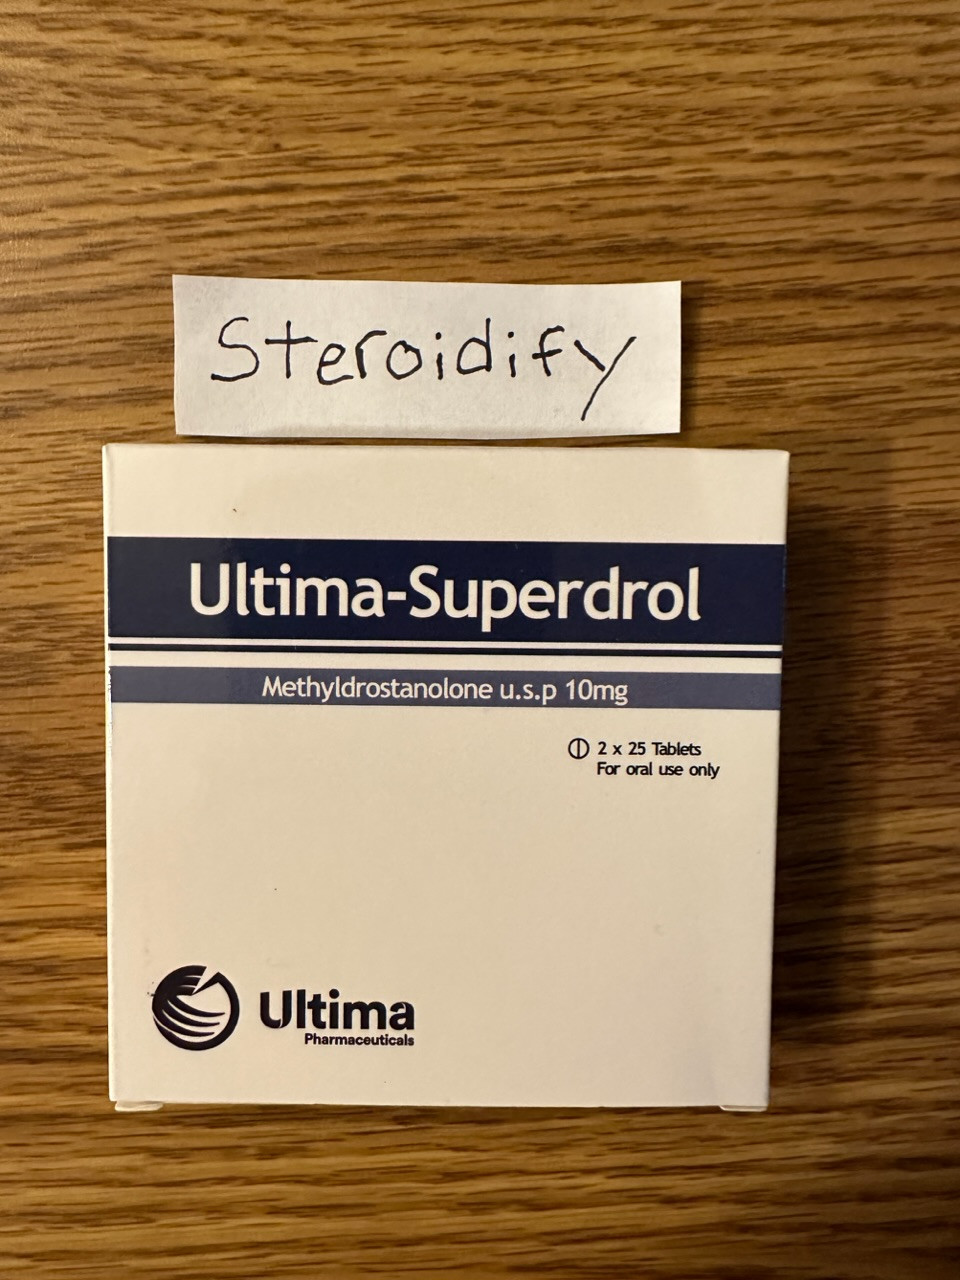 Steroidify
Ultima-Superdrol
Methyldrostanolone u.s.p 10mg
2 x 25 Tablets
For oral use only
Ultima
Pharmaceuticals